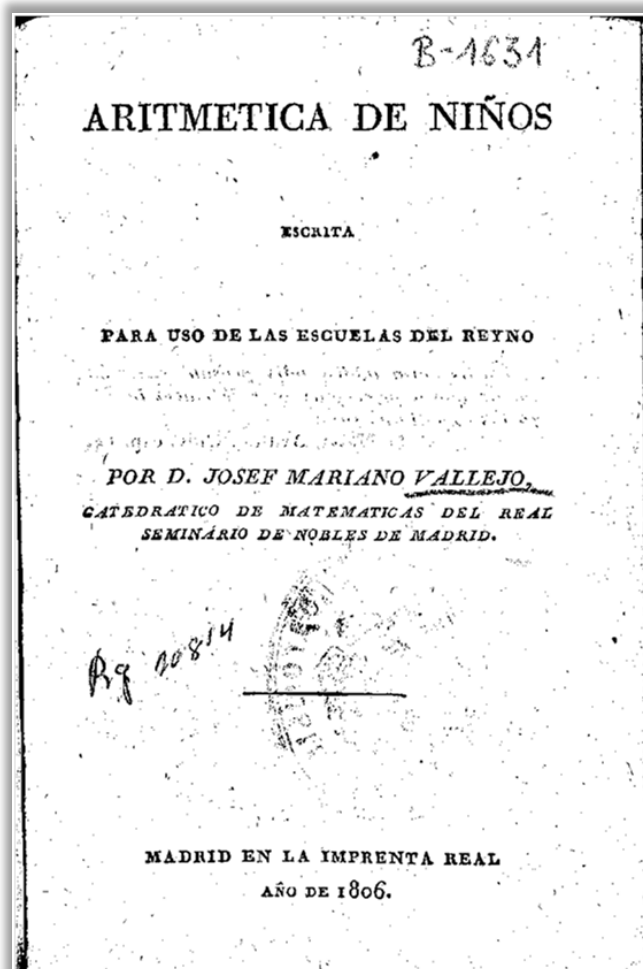 B-1631
ARITMETICA DE NIÑOS
ESCRITA
PARA USO DE LAS ESCUELAS DEL REYNO
POR D. JOSEF MARIANO VALLEJO,
CATEDRATICO DE MATEMATICAS DEL REAL
SEMINARIO DE NOBLES DE MADRID.
Rg
MADRID EN LA IMPRENTA REAL
AÑO DE 1806.